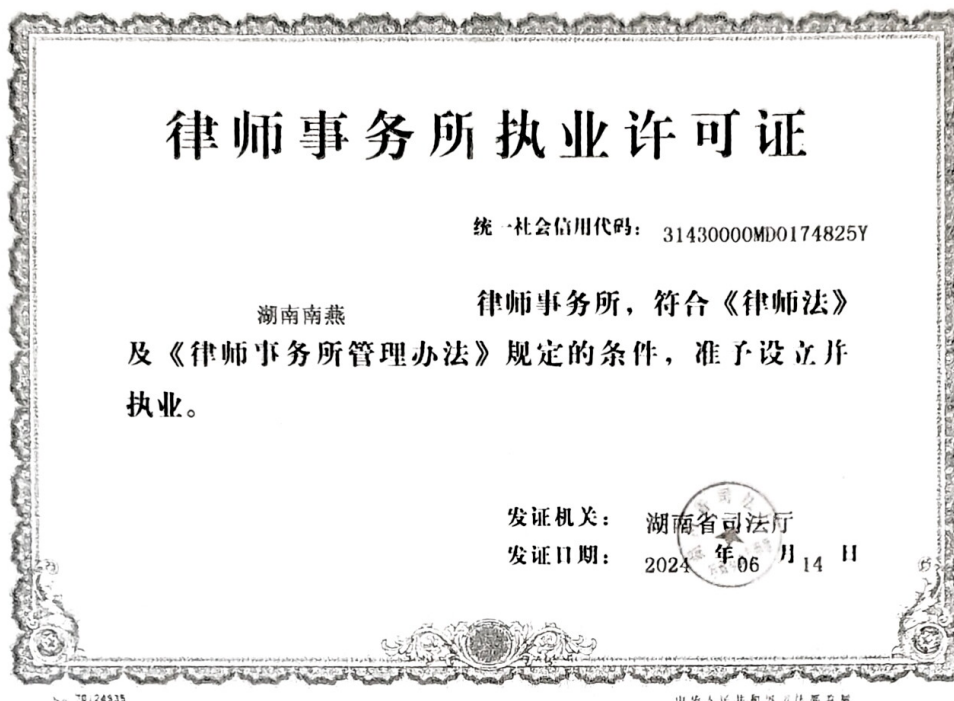 律师事务所执业许可证
统一社会信用代码: 31430000MD0174825Y
湖南南燕 律师事务所, 符合《律师法》
及《律师事务所管理办法》规定的条件, 准予设立并
执业。
发证机关: 湖南省司法厅
发证日期: 2024 年 06 月 14 日